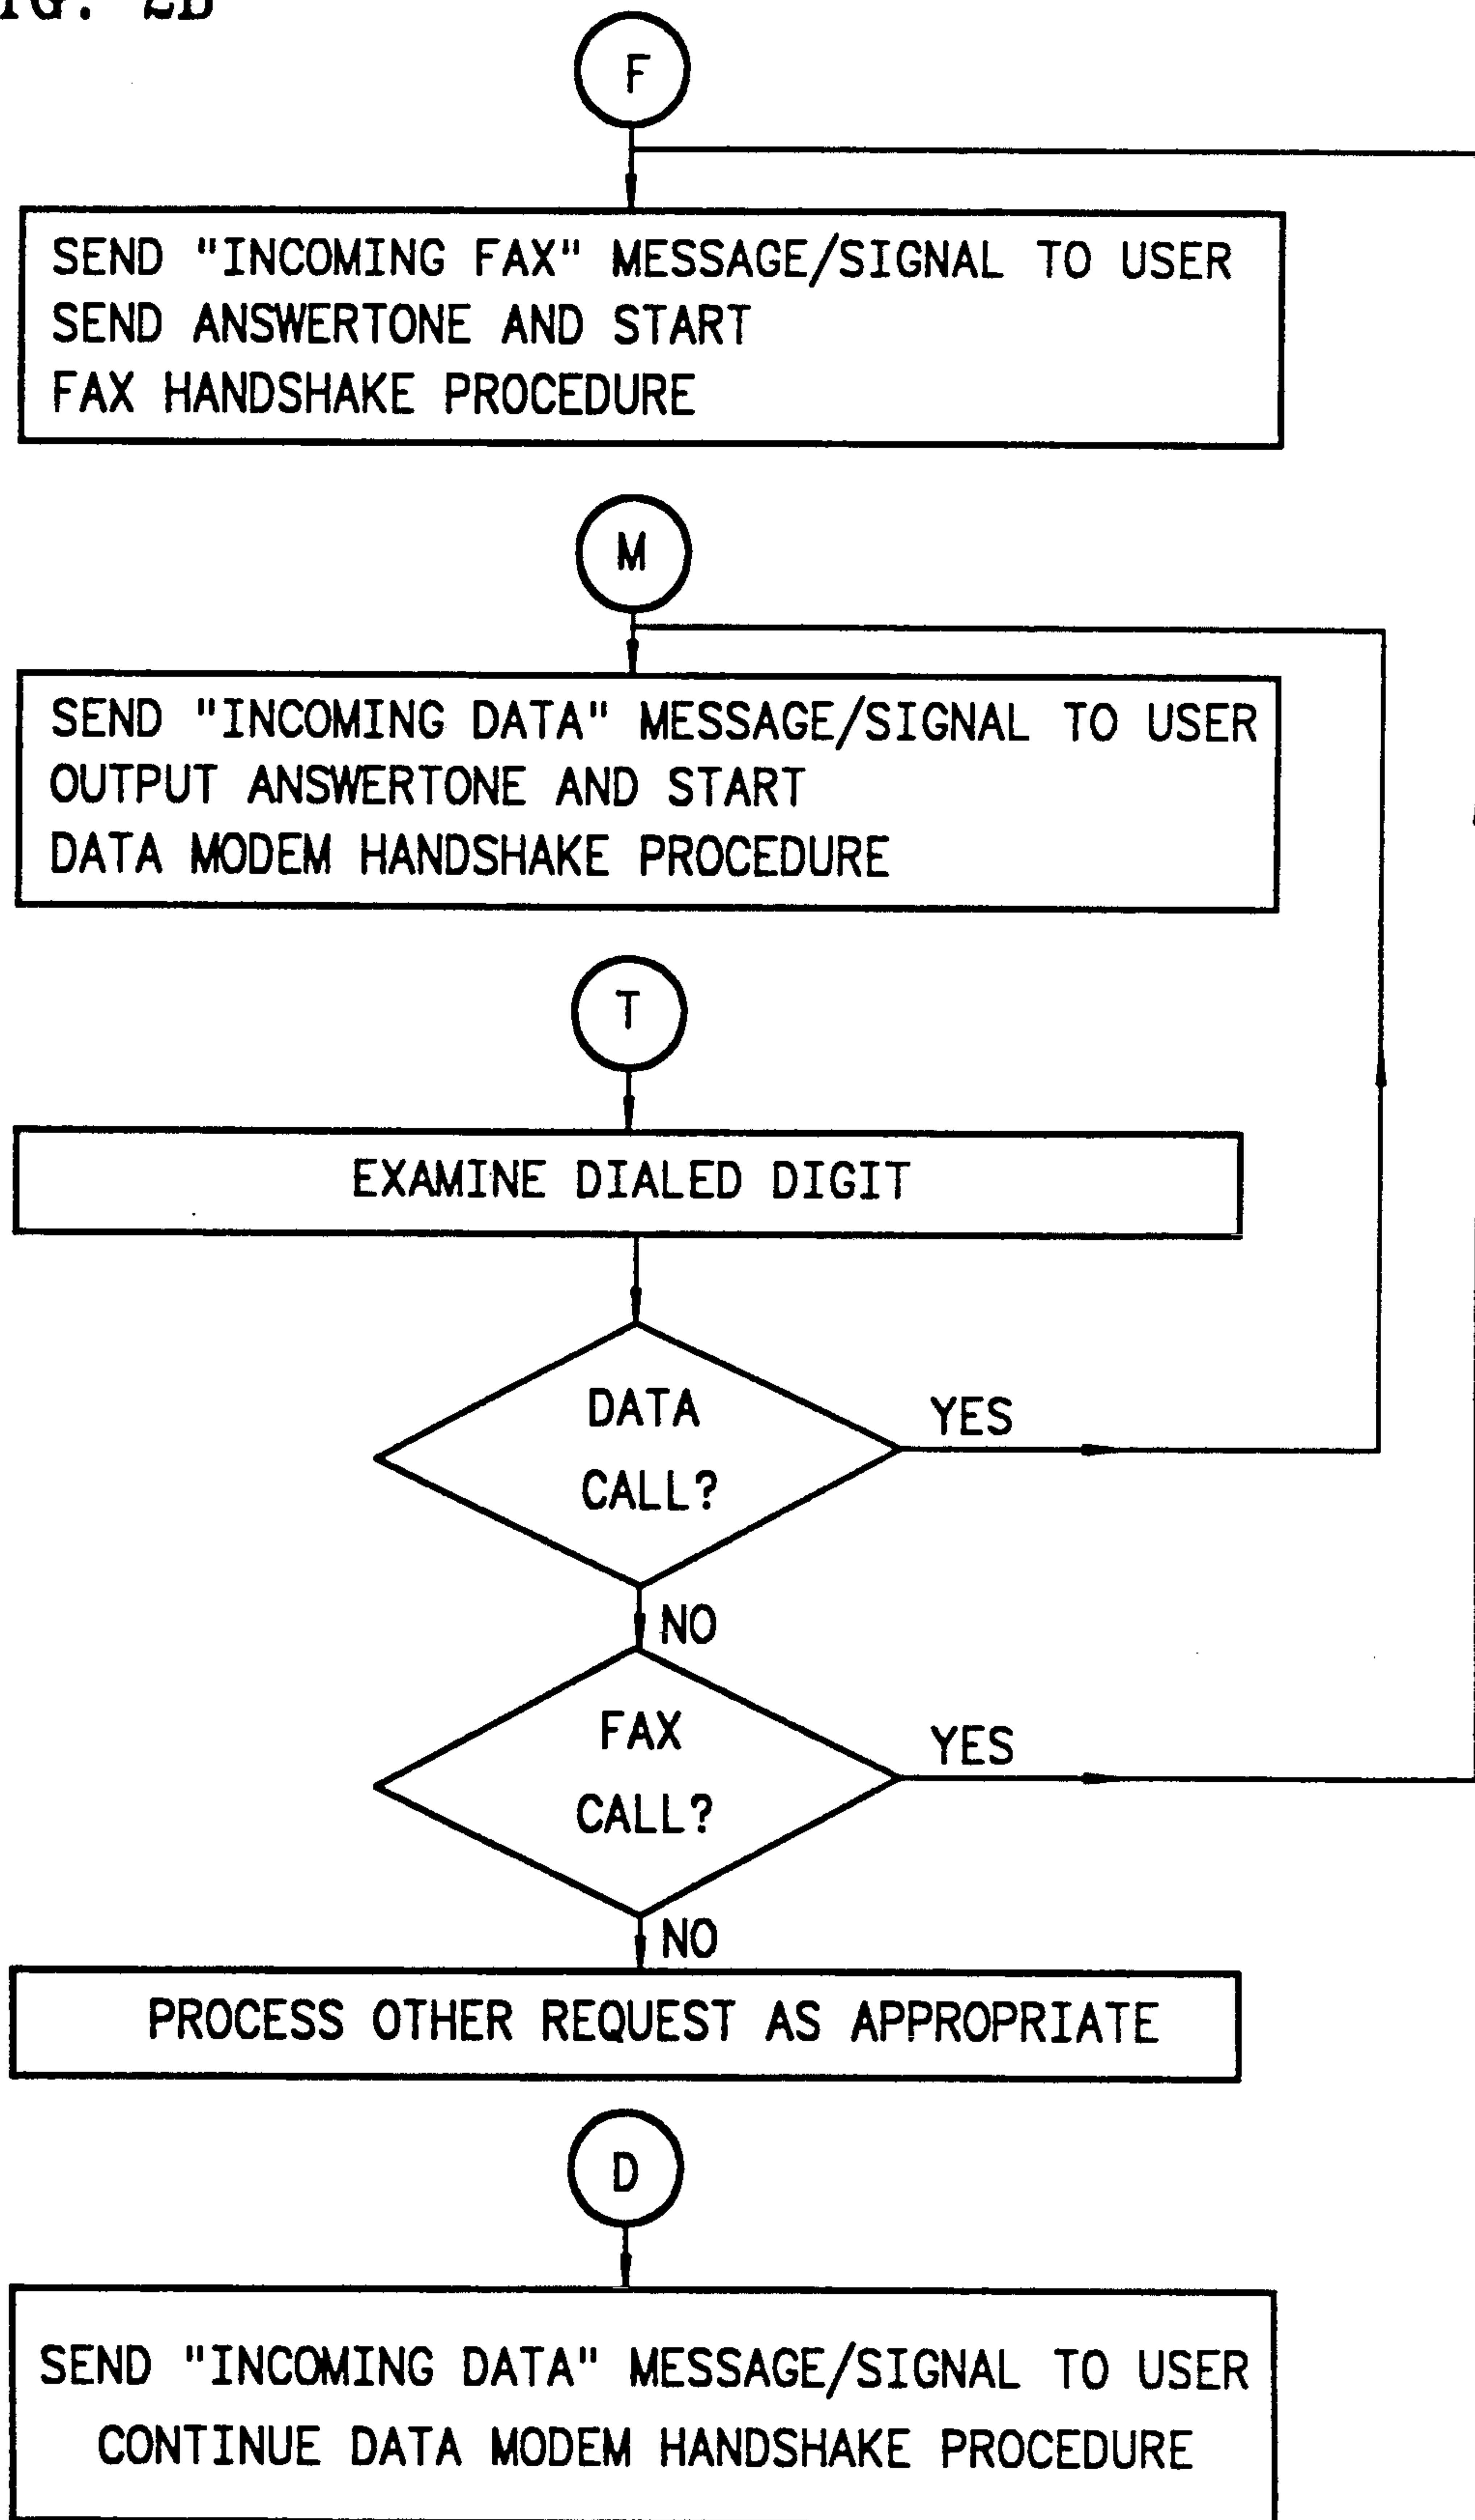 FIG. 2B
F
SEND "INCOMING FAX" MESSAGE/SIGNAL TO USER
SEND ANSWERTONE AND START
FAX HANDSHAKE PROCEDURE
M
SEND "INCOMING DATA" MESSAGE/SIGNAL TO USER
OUTPUT ANSWERTONE AND START
DATA MODEM HANDSHAKE PROCEDURE
T
EXAMINE DIALED DIGIT
DATA
CALL?
YES
NO
FAX
CALL?
YES
NO
PROCESS OTHER REQUEST AS APPROPRIATE
D
SEND "INCOMING DATA" MESSAGE/SIGNAL TO USER
CONTINUE DATA MODEM HANDSHAKE PROCEDURE